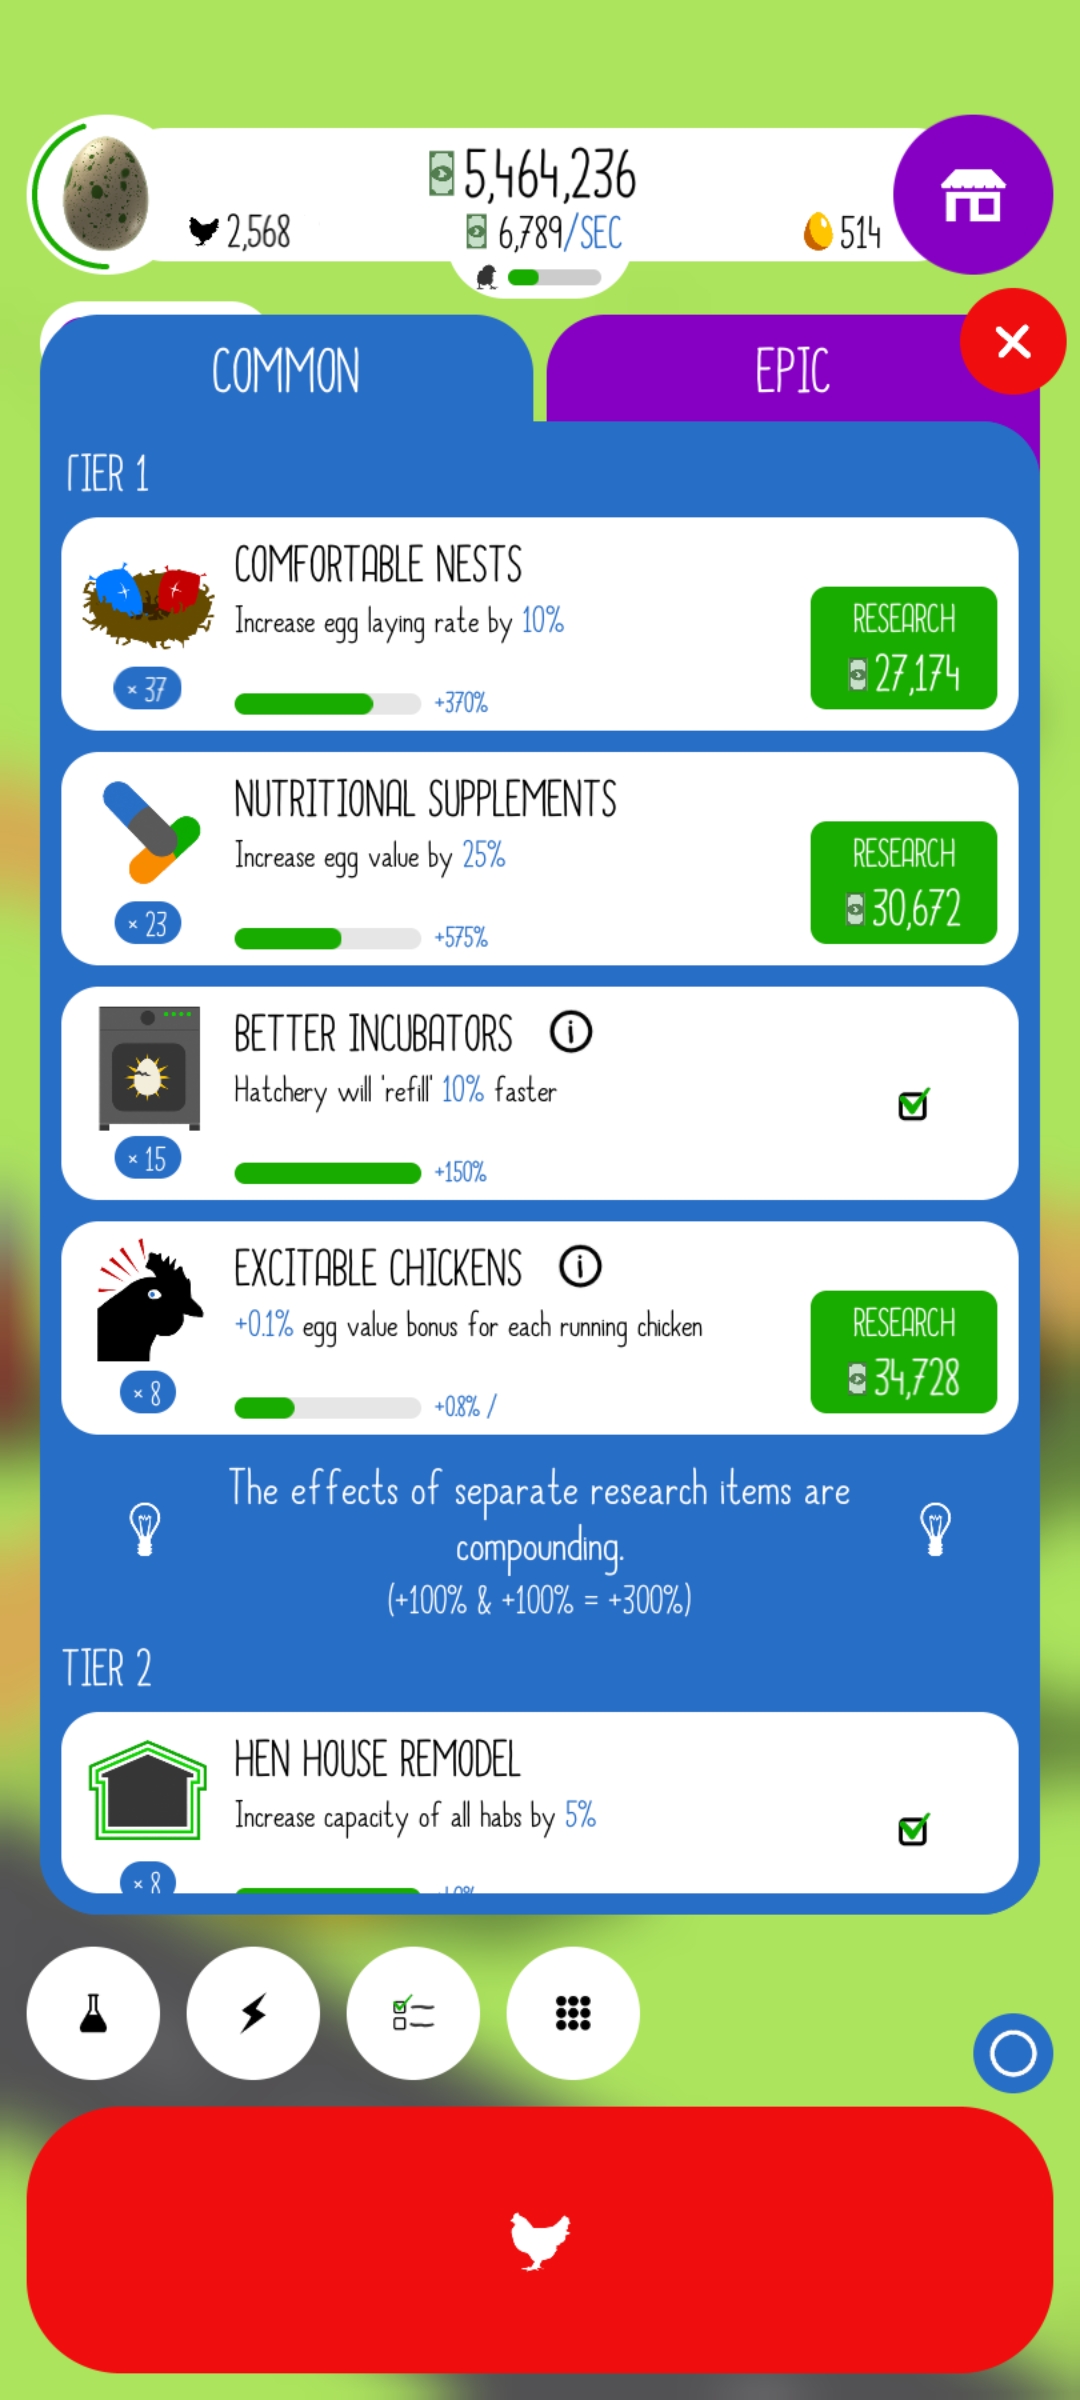 5,464,236
2,568
6,789/SEC
514
COMMON
EPIC
TIER 1
COMFORTABLE NESTS
Increase egg laying rate by 10%
RESEARCH
27,174
× 37
+370%
NUTRITIONAL SUPPLEMENTS
Increase egg value by 25%
RESEARCH
30,672
× 23
+575%
BETTER INCUBATORS
Hatchery will 'refill' 10% faster
× 15
+150%
EXCITABLE CHICKENS
+0.1% egg value bonus for each running chicken
RESEARCH
34,728
× 8
+0.8% /
The effects of separate research items are
compounding.
(+100% & +100% = +300%)
TIER 2
HEN HOUSE REMODEL
Increase capacity of all habs by 5%
× 8